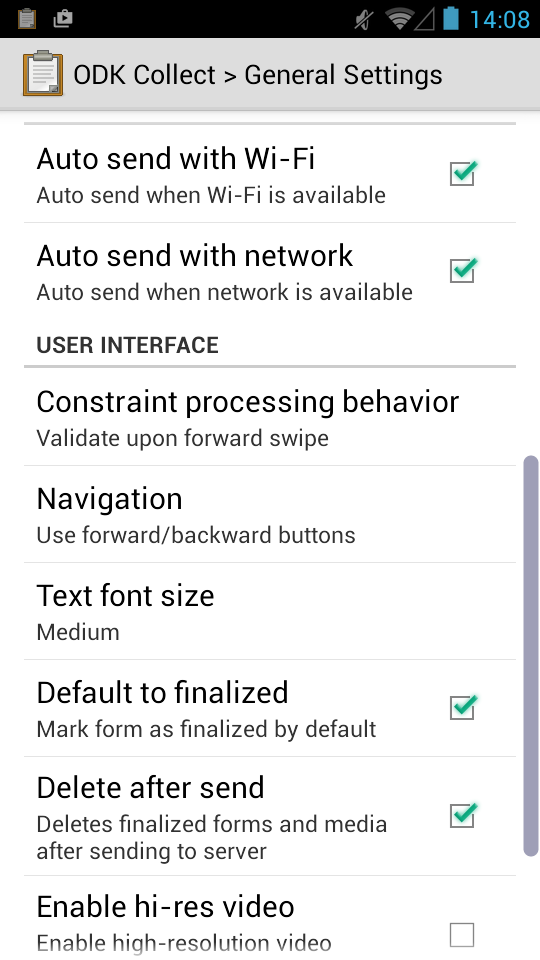 14:08
ODK Collect > General Settings
Auto send with Wi-Fi
Auto send when Wi-Fi is available
Auto send with network
Auto send when network is available
USER INTERFACE
Constraint processing behavior
Validate upon forward swipe
Navigation
Use forward/backward buttons
Text font size
Medium
Default to finalized
Mark form as finalized by default
Delete after send
Deletes finalized forms and media
after sending to server
Enable hi-res video
Enable high-resolution video